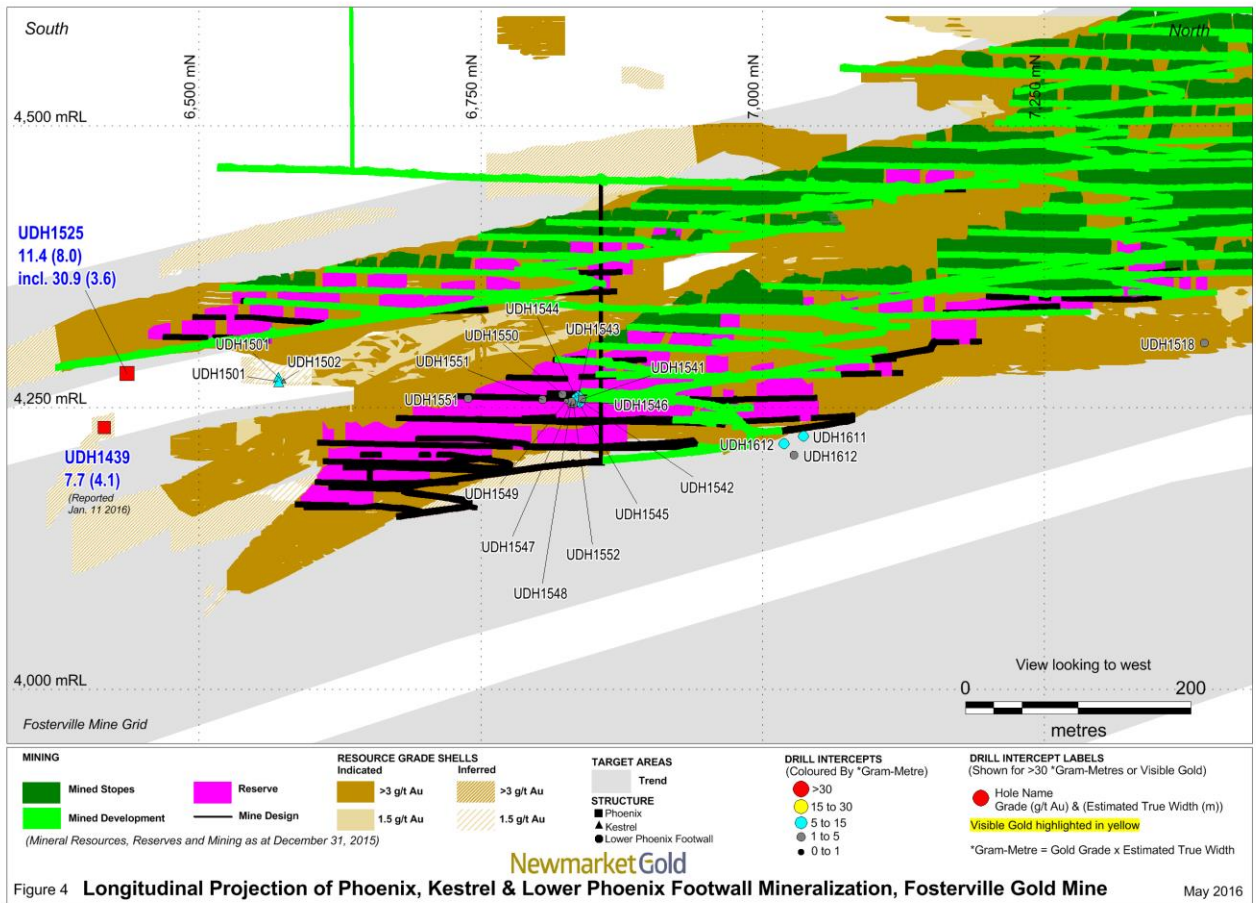 South
North
6,500 mN
6,750 mN
7,000 mN
7,250 mN
4,500 mRL
UDH1525
11.4 (8.0)
incl. 30.9 (3.6)
UDH1544
UDH1543
UDH1550
UDH1501
UDH1502
UDH1551
UDH1541
UDH1518
UDH1501
UDH1551
UDH1546
4,250 mRL
UDH1439
7.7 (4.1)
(Reported
Jan. 11 2016)
UDH1612
UDH1611
UDH1612
UDH1549
UDH1542
UDH1545
UDH1547
UDH1552
UDH1548
4,000 mRL
View looking to west
0
200
metres
Fosterville Mine Grid
MINING
Mined Stopes
Reserve
Mined Development
Mine Design
(Mineral Resources, Reserves and Mining as at December 31, 2015)
RESOURCE GRADE SHELLS
Indicated
Inferred
>3 g/t Au
>3 g/t Au
1.5 g/t Au
1.5 g/t Au
TARGET AREAS
Trend
STRUCTURE
Phoenix
Kestrel
Lower Phoenix Footwall
DRILL INTERCEPTS
(Coloured By *Gram-Metre)
>30
15 to 30
5 to 15
1 to 5
0 to 1
DRILL INTERCEPT LABELS
(Shown for >30 *Gram-Metres or Visible Gold)
Hole Name
Grade (g/t Au) & (Estimated True Width (m))
Visible Gold highlighted in yellow
*Gram-Metre = Gold Grade x Estimated True Width
NewmarketGold
Figure 4 Longitudinal Projection of Phoenix, Kestrel & Lower Phoenix Footwall Mineralization, Fosterville Gold Mine May 2016